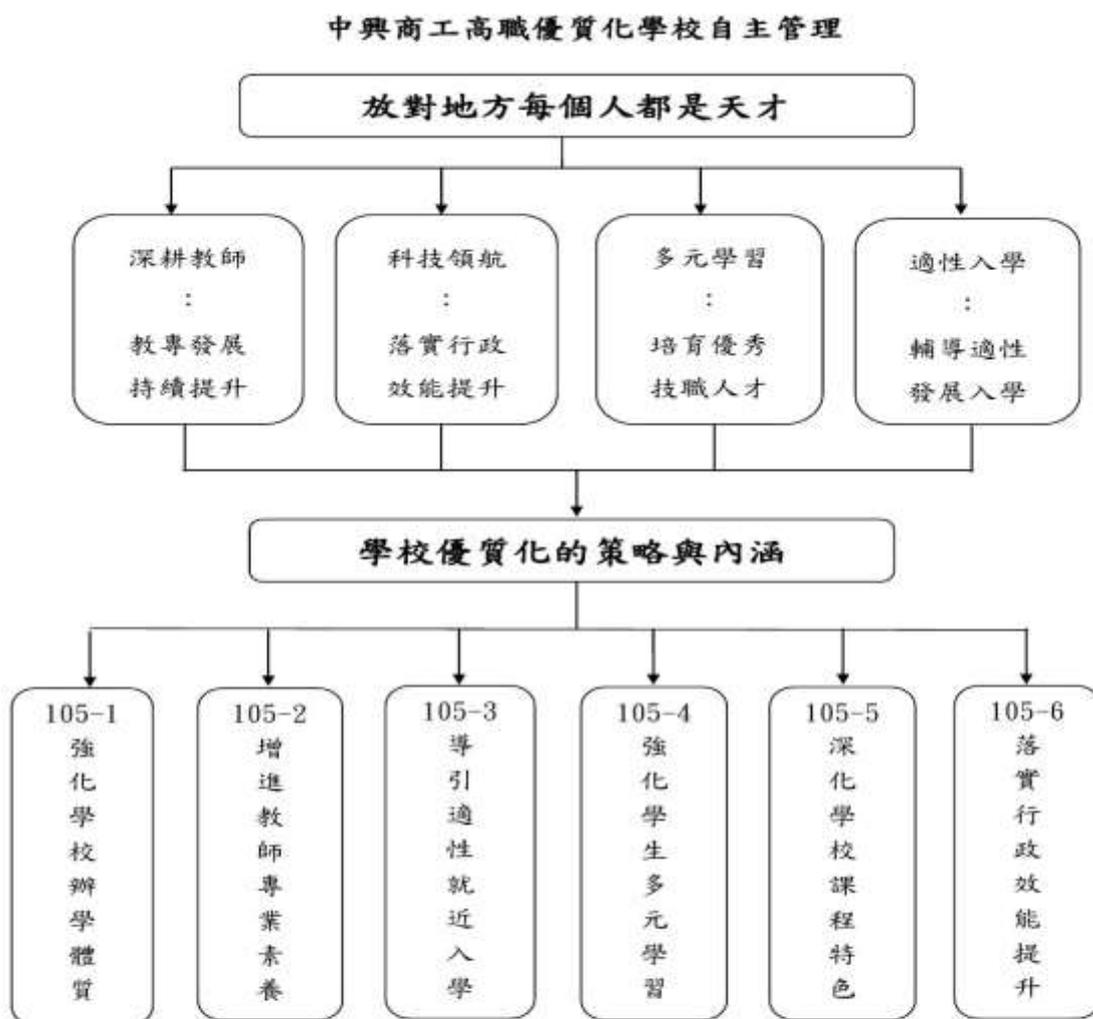 中興商工高職優質化學校自主管理
放對地方每個人都是天才
深耕教師
：
教專發展
持續提升
科技領航
：
落實行政
效能提升
多元學習
：
培育優秀
技職人才
適性入學
：
輔導適性
發展入學
學校優質化的策略與內涵
105-1
強化學校辦學體質
105-2
增進教師專業素養
105-3
導引適性就近入學
105-4
強化學生多元學習
105-5
深化學校課程特色
105-6
落實行政效能提升